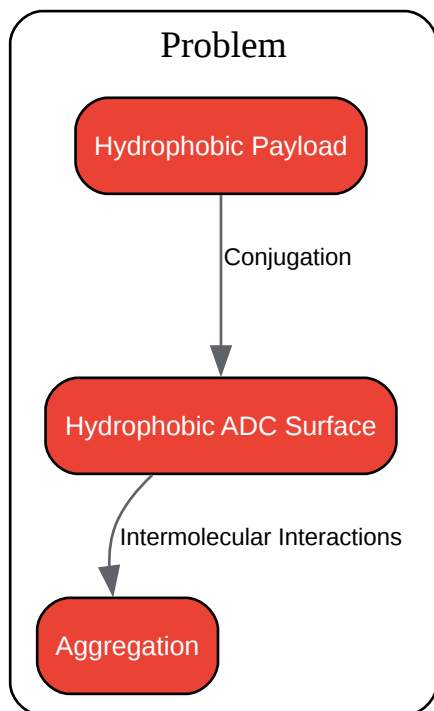 Problem
Hydrophobic Payload
Conjugation
Hydrophobic ADC Surface
Intermolecular Interactions
Aggregation